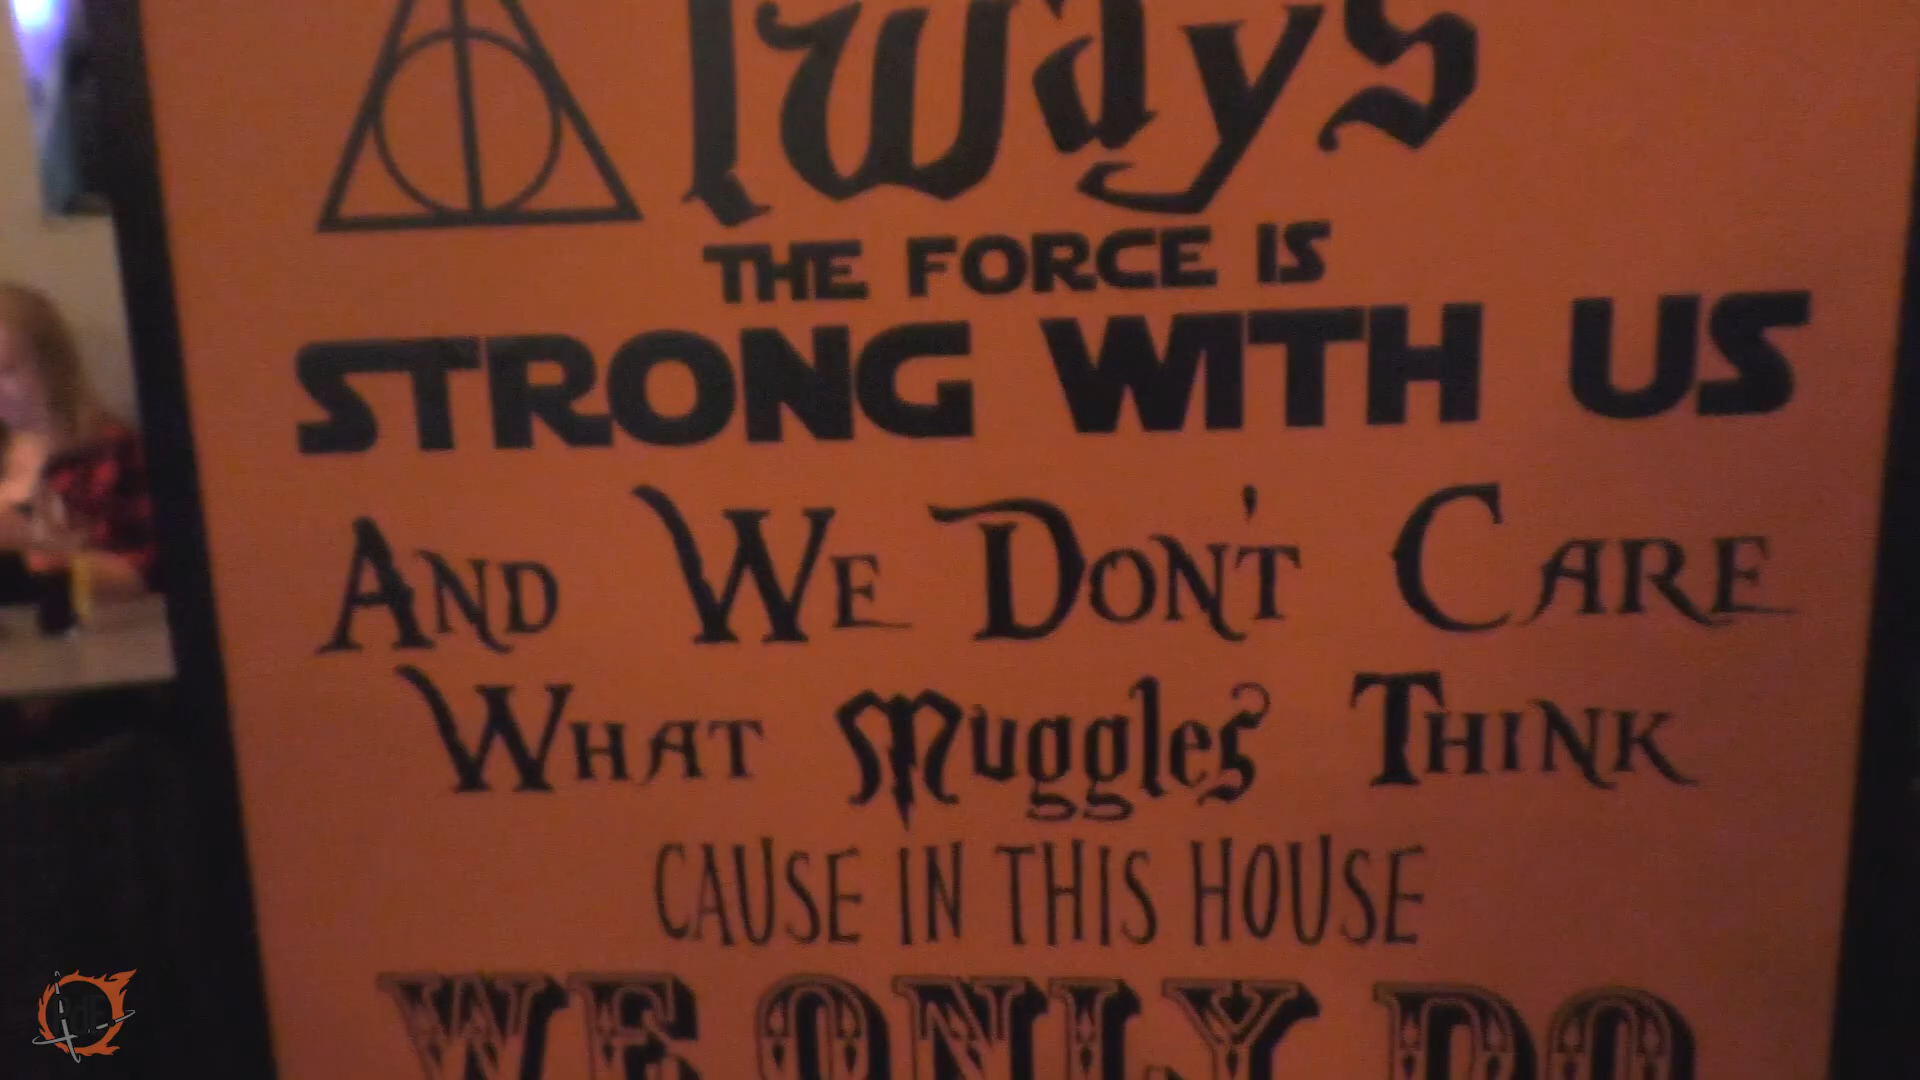 lways
THE FORCE IS
STRONG WITH US
AND WE DON'T CARE
WHAT Muggles THINK
CAUSE IN THIS HOUSE
WE ONLY DO